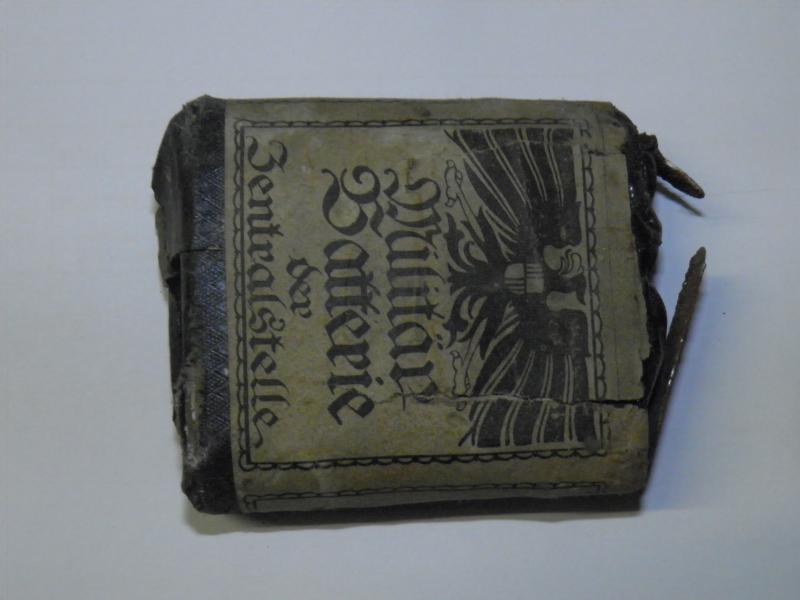 Militär
Batterie
der
Zentralstelle